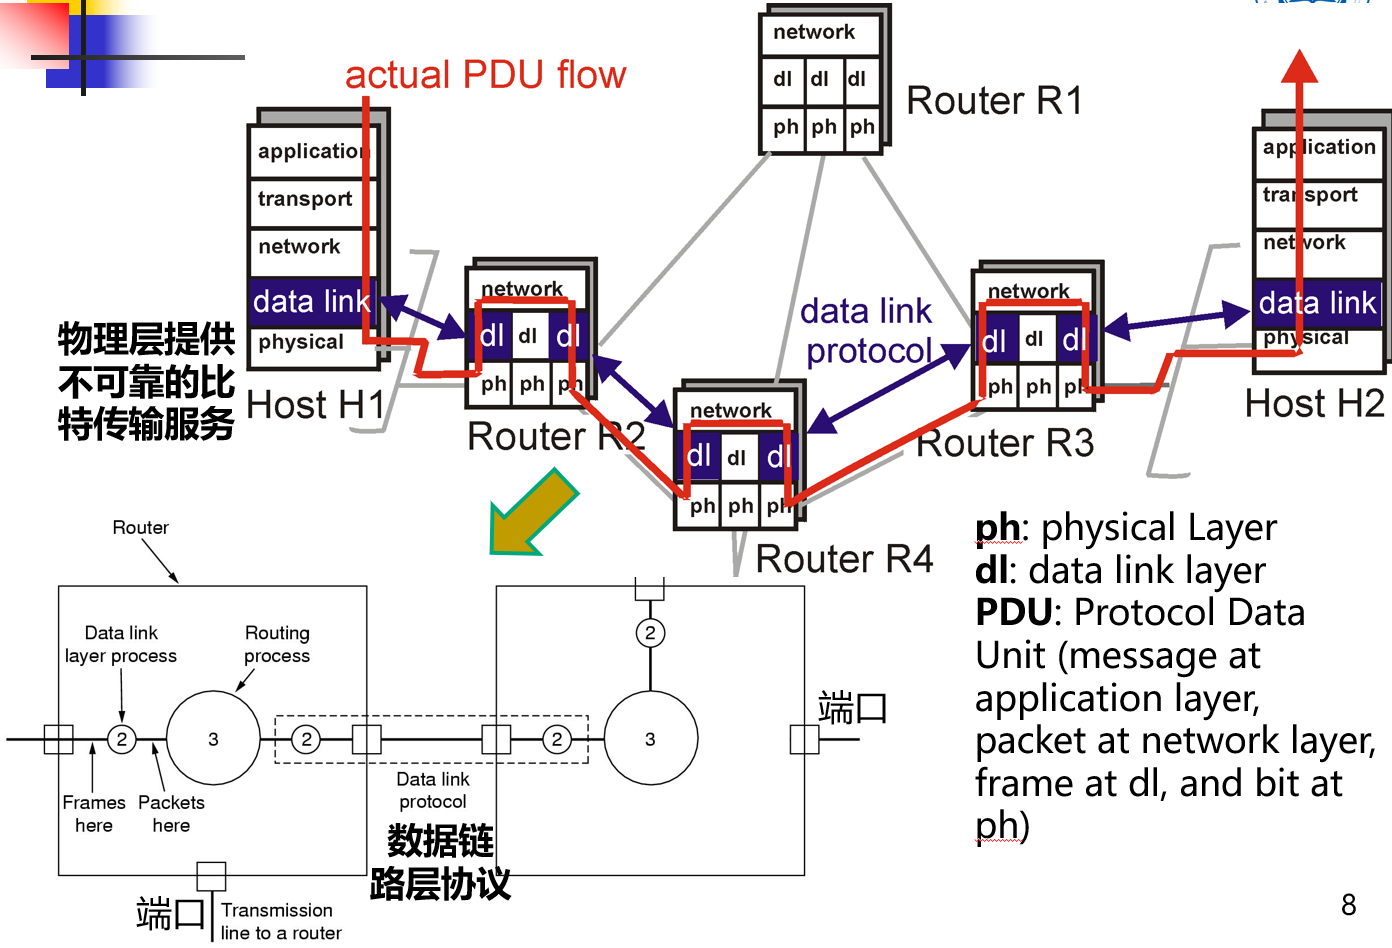 actual PDU flow
application
transport
network
data link
physical
Host H1
物理层提供
不可靠的比
特传输服务
network
dl dl dl
ph ph ph
Router R1
network
dl dl dl
ph ph ph
Router R2
data link
protocol
network
dl dl dl
ph ph ph
Router R4
network
dl dl dl
ph ph ph
Router R3
application
transport
network
data link
physical
Host H2
Router
Data link
layer process
Routing
process
2
3
2
2
3
2
Frames
here
Packets
here
Data link
protocol
数据链
路层协议
端口
端口
Transmission
line to a router
ph: physical Layer
dl: data link layer
PDU: Protocol Data
Unit (message at
application layer,
packet at network layer,
frame at dl, and bit at
ph)
8